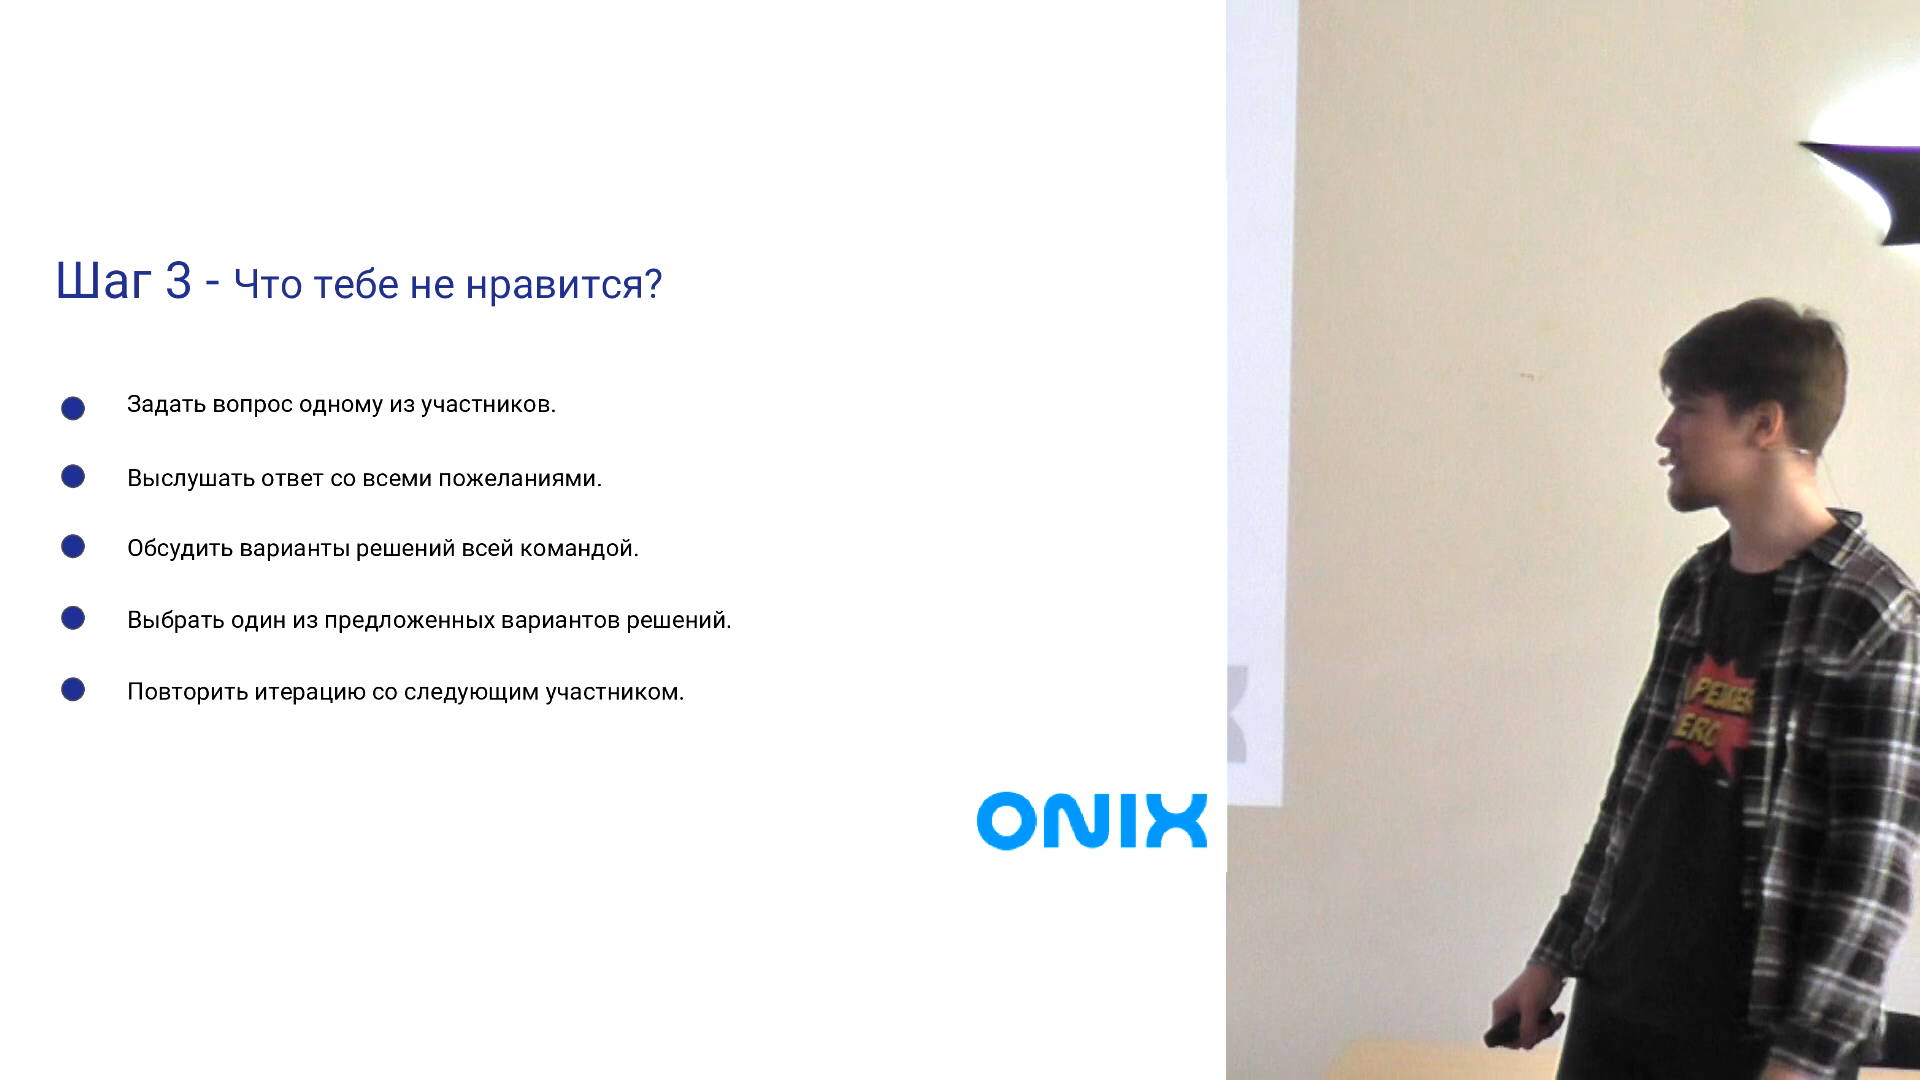 Шаг 3 - Что тебе не нравится?
Задать вопрос одному из участников.
Выслушать ответ со всеми пожеланиями.
Обсудить варианты решений всей командой.
Выбрать один из предложенных вариантов решений.
Повторить итерацию со следующим участником.
ONIX